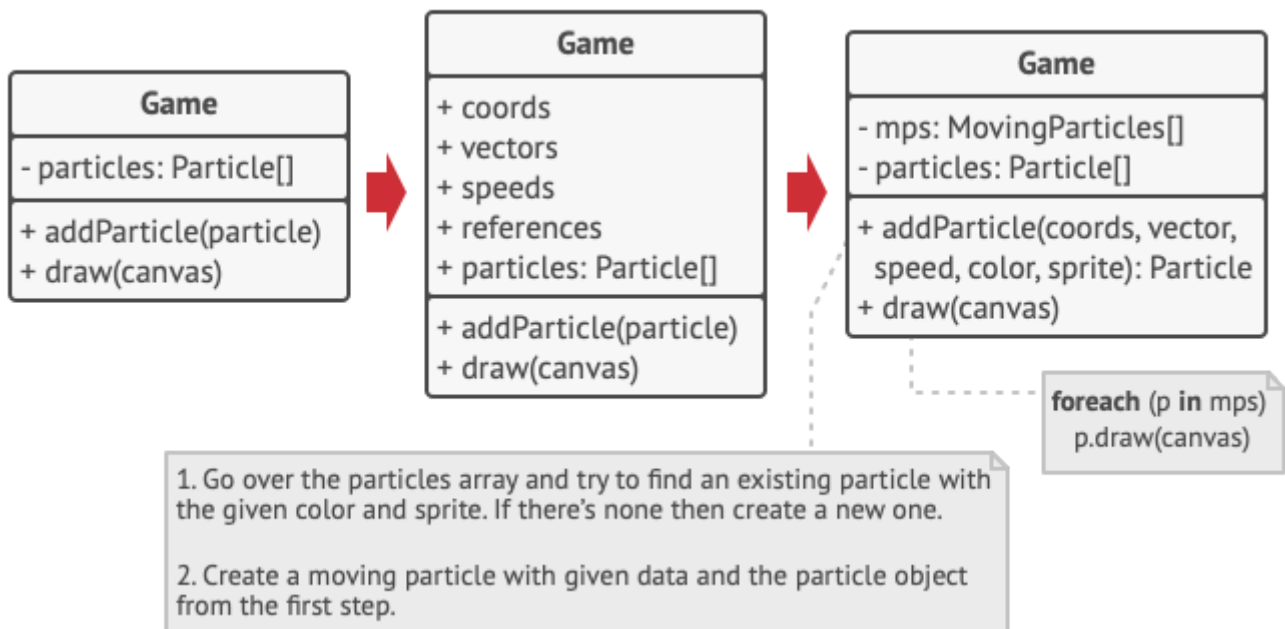 Game
- particles: Particle[]
+ addParticle(particle)
+ draw(canvas)
Game
+ coords
+ vectors
+ speeds
+ references
+ particles: Particle[]
+ addParticle(particle)
+ draw(canvas)
Game
- mps: MovingParticles[]
- particles: Particle[]
+ addParticle(coords, vector,
speed, color, sprite): Particle
+ draw(canvas)
foreach (p in mps)
p.draw(canvas)
1. Go over the particles array and try to find an existing particle with
the given color and sprite. If there’s none then create a new one.
2. Create a moving particle with given data and the particle object
from the first step.